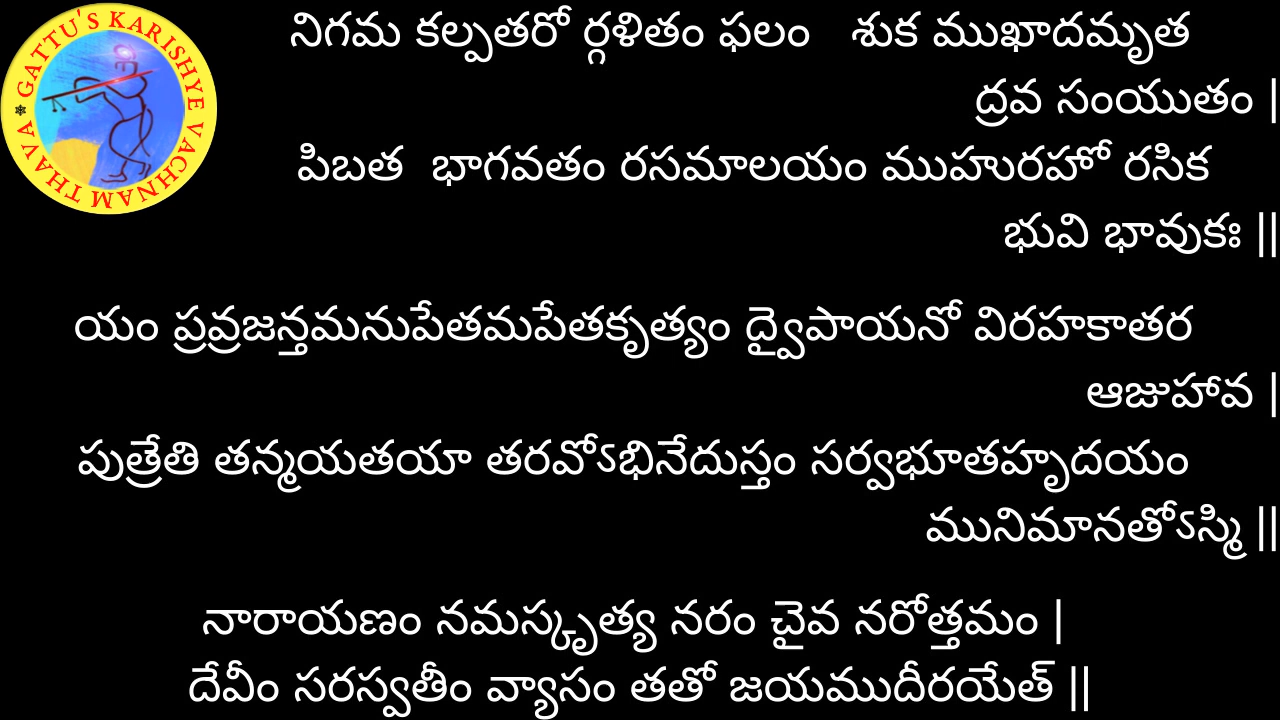 GATTU'S KARISHYE VACHNAM THAVA
నిగమ కల్పతరో ర్గళితం ఫలం శుక ముఖాదమృత
ద్రవ సంయుతం |
పిబత భాగవతం రసమాలయం ముహురహో రసిక
భువి భావుకః ||
యం ప్రవ్రజన్తమనుపేతమపేతకృత్యం ద్వైపాయనో విరహకాతర
ఆజుహావ |
పుత్రేతి తన్మయతయా తరవోఽభినేదుస్తం సర్వభూతహృదయం
మునిమానతోఽస్మి ||
నారాయణం నమస్కృత్య నరం చైవ నరోత్తమం |
దేవీం సరస్వతీం వ్యాసం తతో జయముదీరయేత్ ||